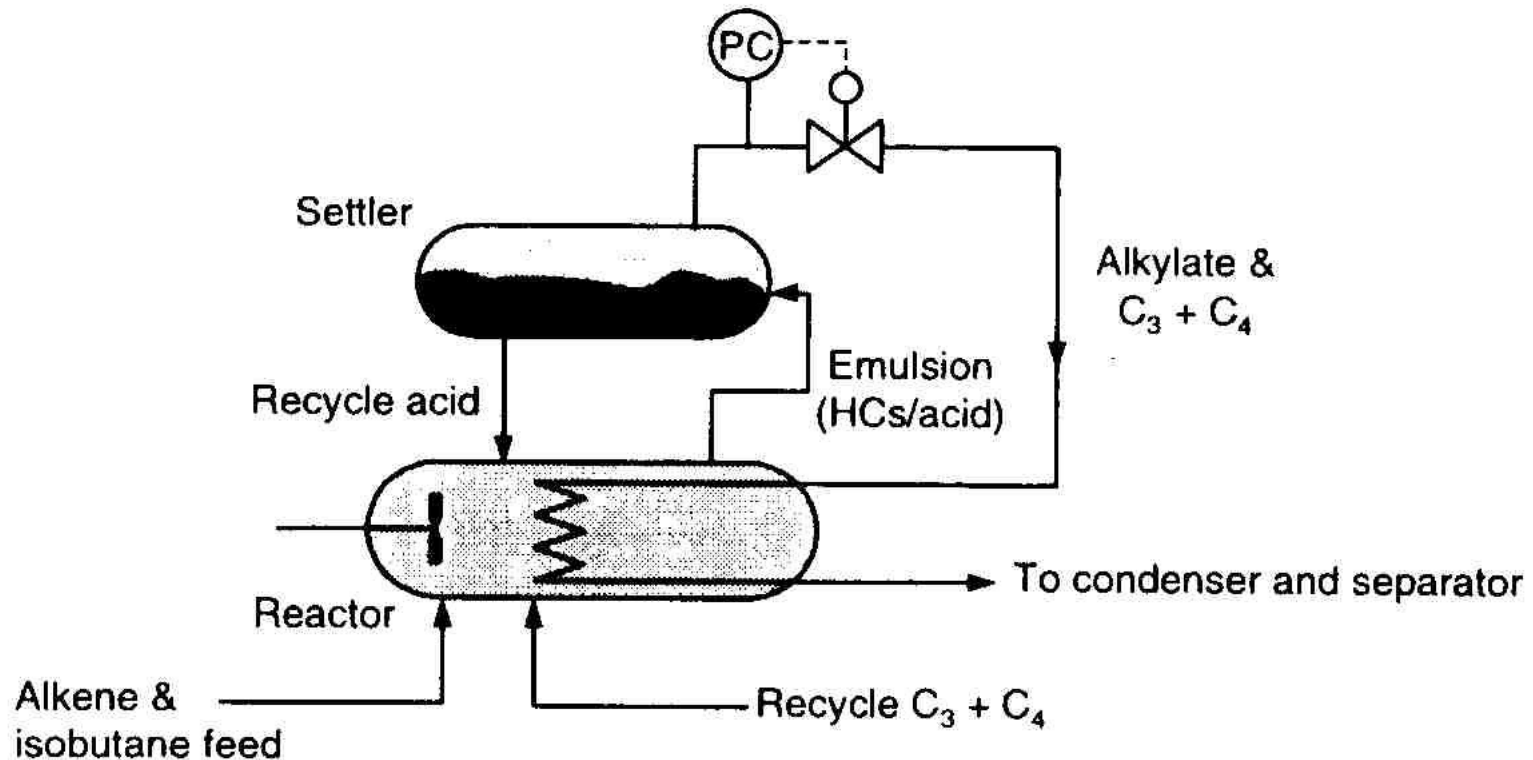 PC
Settler
Alkylate &
C₃ + C₄
Emulsion
(HCs/acid)
Recycle acid
To condenser and separator
Reactor
Alkene &
isobutane feed
Recycle C₃ + C₄